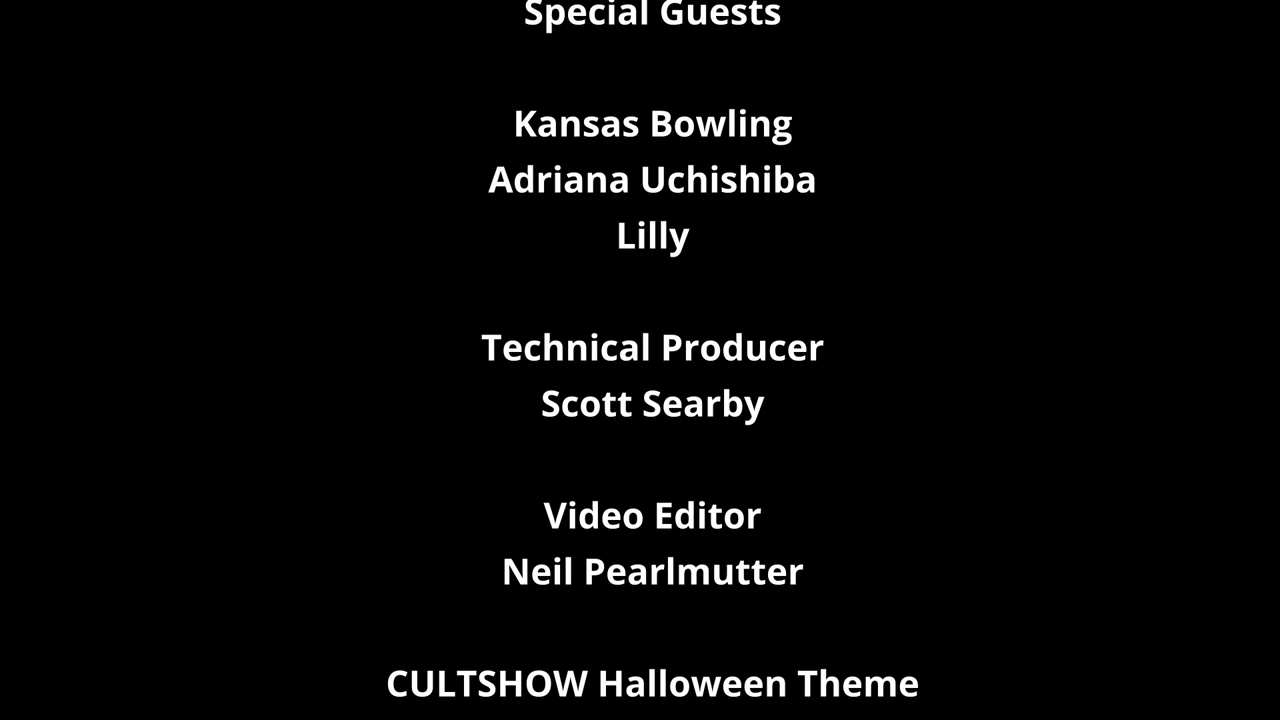 Special Guests
Kansas Bowling
Adriana Uchishiba
Lilly
Technical Producer
Scott Searby
Video Editor
Neil Pearlmutter
CULTSHOW Halloween Theme